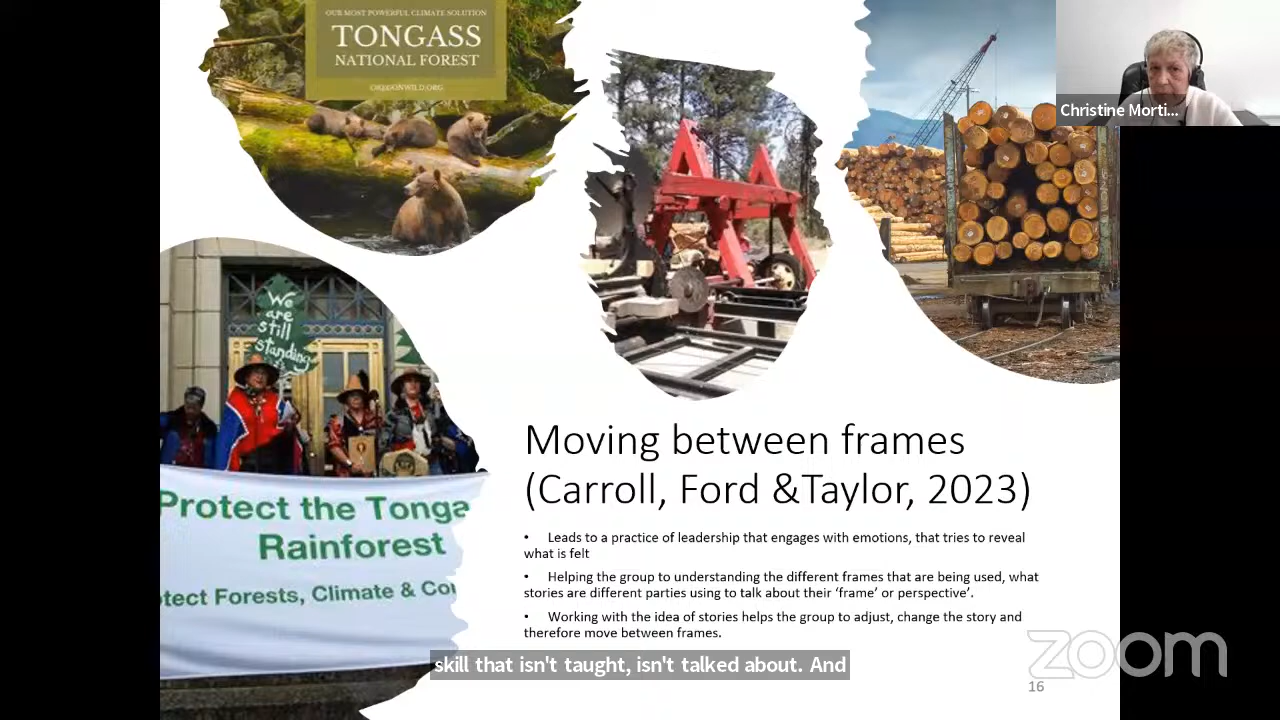 OUR MOST POWERFUL CLIMATE SOLUTION
TONGASS
NATIONAL FOREST
Christine Morti...
We
are
still
standing
Protect the Tonga
Rainforest
tect Forests, Climate & Co
Moving between frames
(Carroll, Ford &Taylor, 2023)
• Leads to a practice of leadership that engages with emotions, that tries to reveal
what is felt
• Helping the group to understanding the different frames that are being used, what
stories are different parties using to talk about their ‘frame’ or perspective’.
• Working with the idea of stories helps the group to adjust, change the story and
therefore move between frames.
skill that isn't taught, isn't talked about. And
zoom
16